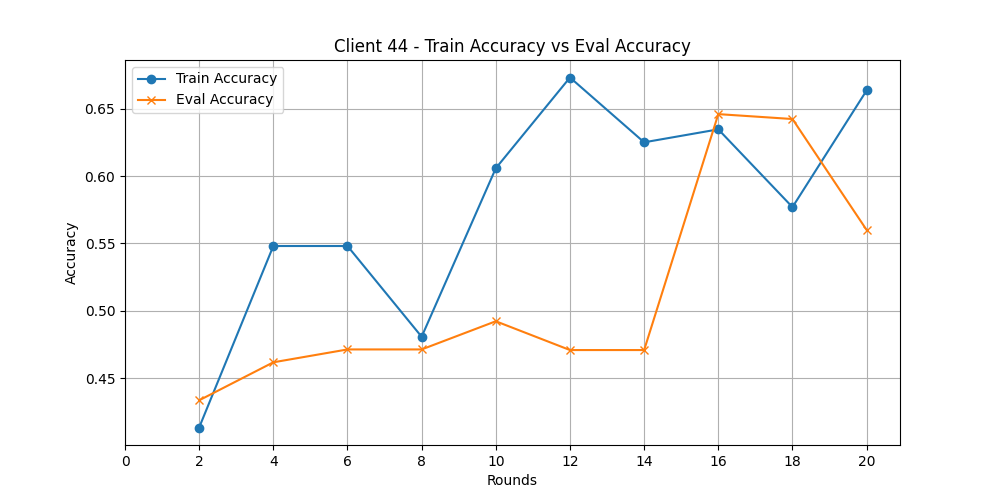 Client 44 - Train Accuracy vs Eval Accuracy
Train Accuracy
Eval Accuracy
0.65
0.60
0.55
0.50
0.45
Accuracy
0 2 4 6 8 10 12 14 16 18 20
Rounds